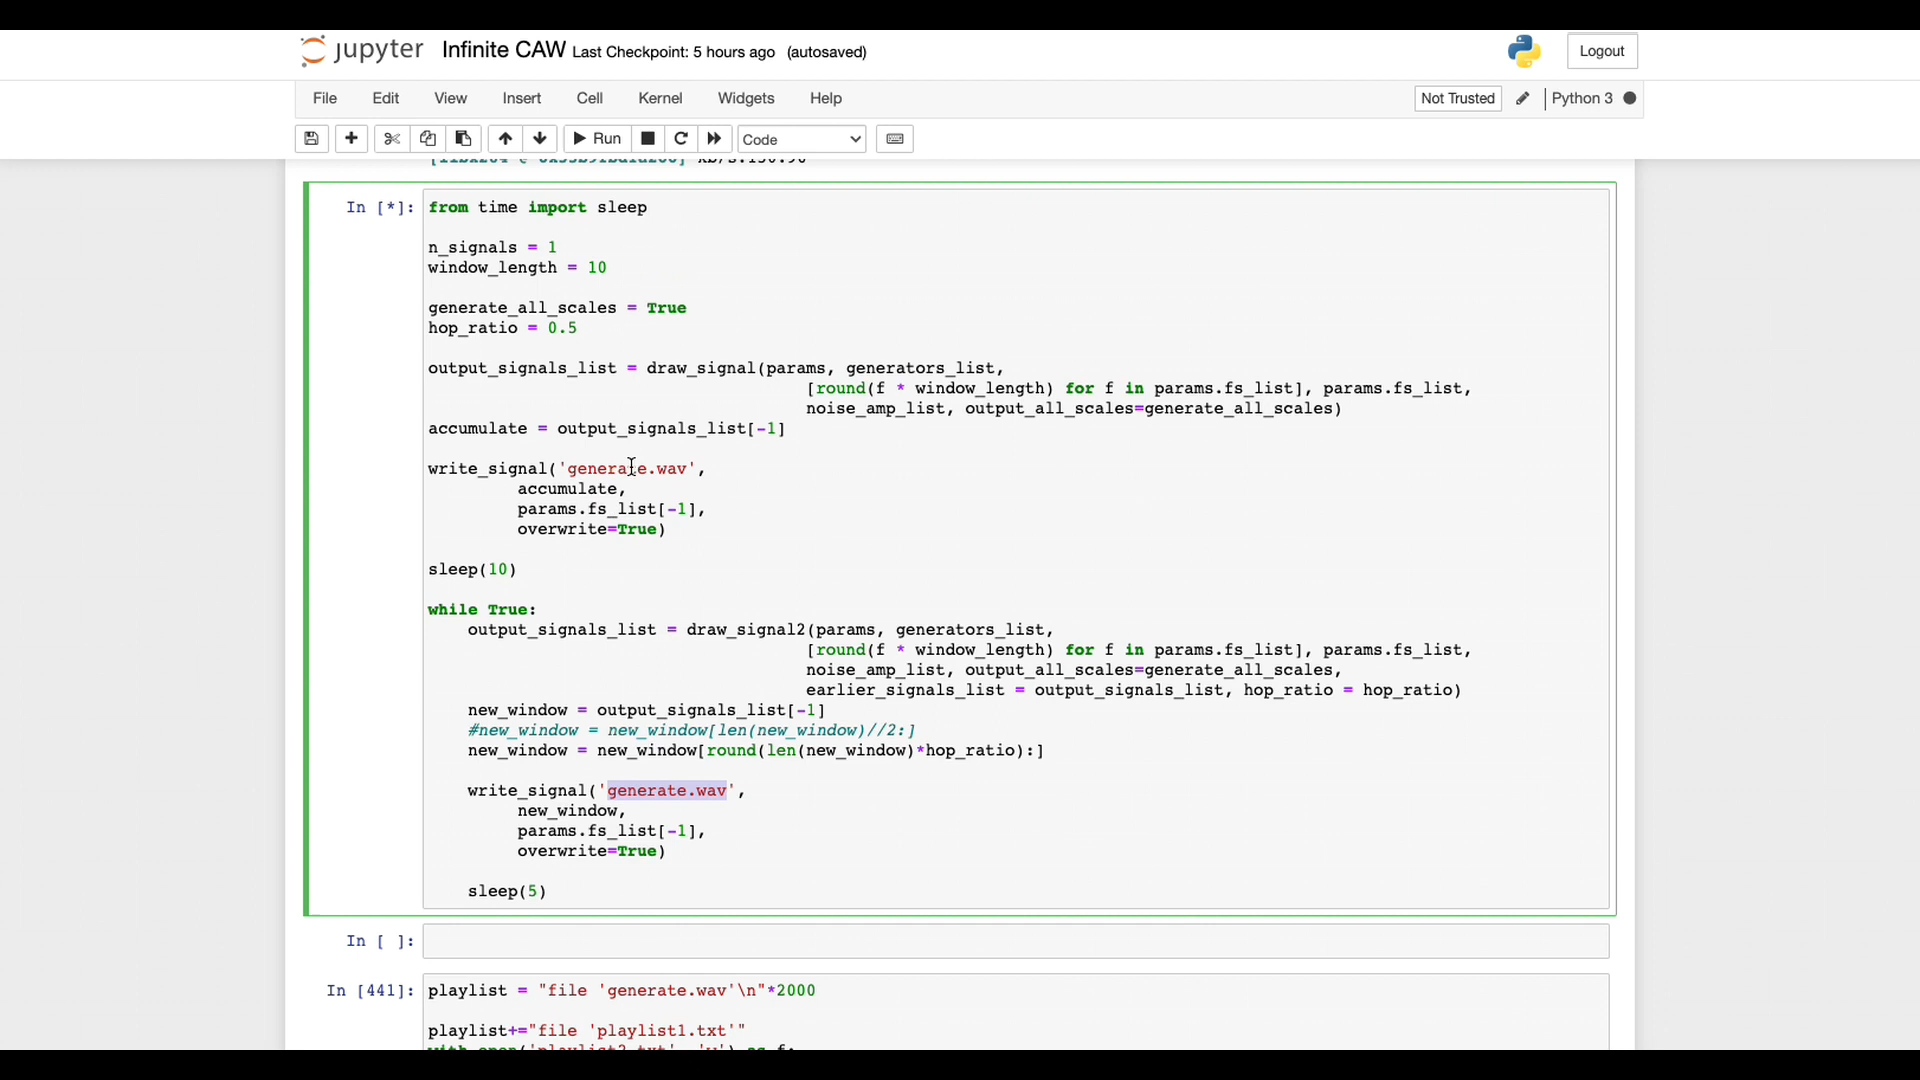 jupyter Infinite CAW Last Checkpoint: 5 hours ago (autosaved) Logout
File Edit View Insert Cell Kernel Widgets Help Not Trusted Python 3
Run Code
In [*]: from time import sleep
n_signals = 1
window_length = 10
generate_all_scales = True
hop_ratio = 0.5
output_signals_list = draw_signal(params, generators_list,
[round(f * window_length) for f in params.fs_list], params.fs_list,
noise_amp_list, output_all_scales=generate_all_scales)
accumulate = output_signals_list[-1]
write_signal('generate.wav',
accumulate,
params.fs_list[-1],
overwrite=True)
sleep(10)
while True:
output_signals_list = draw_signal2(params, generators_list,
[round(f * window_length) for f in params.fs_list], params.fs_list,
noise_amp_list, output_all_scales=generate_all_scales,
earlier_signals_list = output_signals_list, hop_ratio = hop_ratio)
new_window = output_signals_list[-1]
#new_window = new_window[len(new_window)//2:]
new_window = new_window[round(len(new_window)*hop_ratio):]
write_signal('generate.wav',
new_window,
params.fs_list[-1],
overwrite=True)
sleep(5)
In [ ]:
In [441]: playlist = "file 'generate.wav'\n"*2000
playlist+="file 'playlist1.txt'"